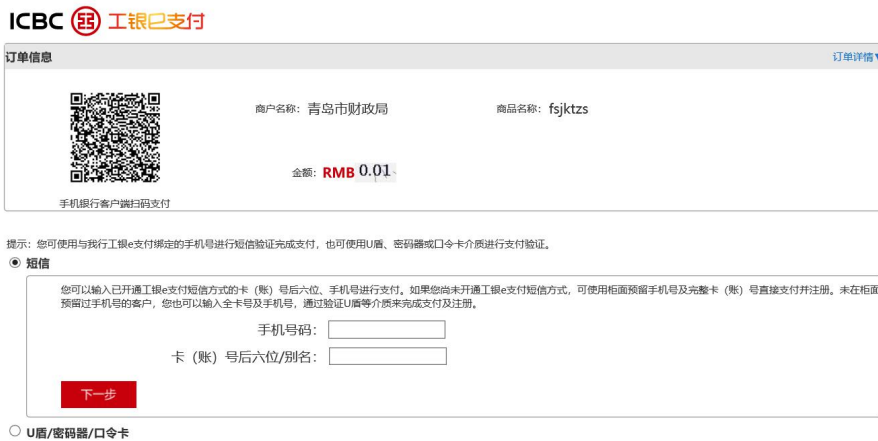 ICBC 工银e支付
订单信息 订单详情
商户名称：青岛市财政局 商品名称：fsjktzs
金额：RMB 0.01
手机银行客户端扫码支付
提示：您可使用与我行工银e支付绑定的手机号进行短信验证完成支付，也可使用U盾、密码器或口令卡介质进行支付验证。
短信
您可以输入已开通工银e支付短信方式的卡（账）号后六位、手机号进行支付。如果您尚未开通工银e支付短信方式，可使用柜面预留手机号及完整卡（账）号直接支付并注册。未在柜面
预留过手机号的客户，您也可以输入全卡号及手机号，通过验证U盾等介质来完成支付及注册。
手机号码：
卡（账）号后六位/别名：
下一步
U盾/密码器/口令卡